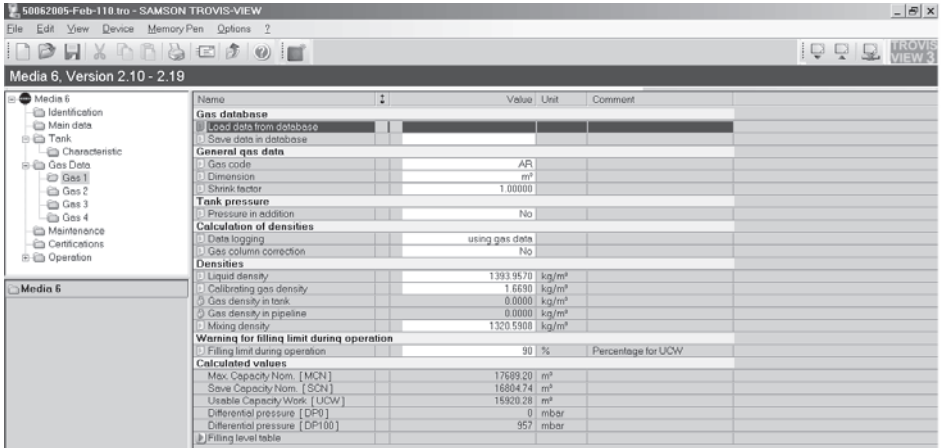 50062005-Feb-110.tro - SAMSON TROVIS-VIEW
File Edit View Device Memory Pen Options ?
TROVIS
VIEW 3
Media 6, Version 2.10 - 2.19
Media 6
Identification
Main data
Tank
Characteristic
Gas Data
Gas 1
Gas 2
Gas 3
Gas 4
Maintenance
Certifications
Operation
Media 6
Name Value Unit Comment
Gas database
Load data from database
Save data in database
General gas data
Gas code AR
Dimension m³
Shrink factor 1.00000
Tank pressure
Pressure in addition No
Calculation of densities
Data logging using gas data
Gas column correction No
Densities
Liquid density 1393.9570 kg/m³
Calibrating gas density 1.6690 kg/m³
Gas density in tank 0.0000 kg/m³
Gas density in pipeline 0.0000 kg/m³
Mixing density 1320.5908 kg/m³
Warning for filling limit during operation
Filling limit during operation 90 % Percentage for UCW
Calculated values
Max. Capacity Nom. [MCN] 17689.20 m³
Save Capacity Nom. [SCN] 16804.74 m³
Usable Capacity Work [UCW] 15920.28 m³
Differential pressure [DP0] 0 mbar
Differential pressure [DP100] 957 mbar
Filling level table